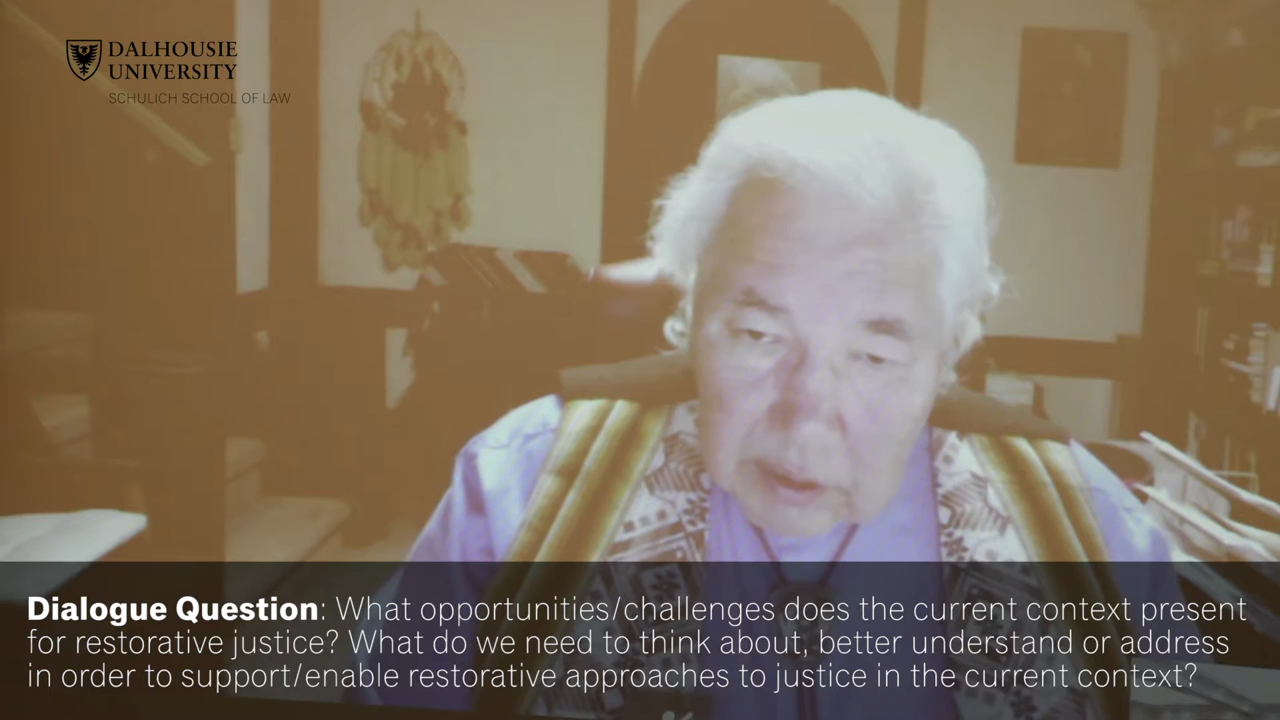 DALHOUSIE
UNIVERSITY
SCHULICH SCHOOL OF LAW
Dialogue Question: What opportunities/challenges does the current context present
for restorative justice? What do we need to think about, better understand or address
in order to support/enable restorative approaches to justice in the current context?